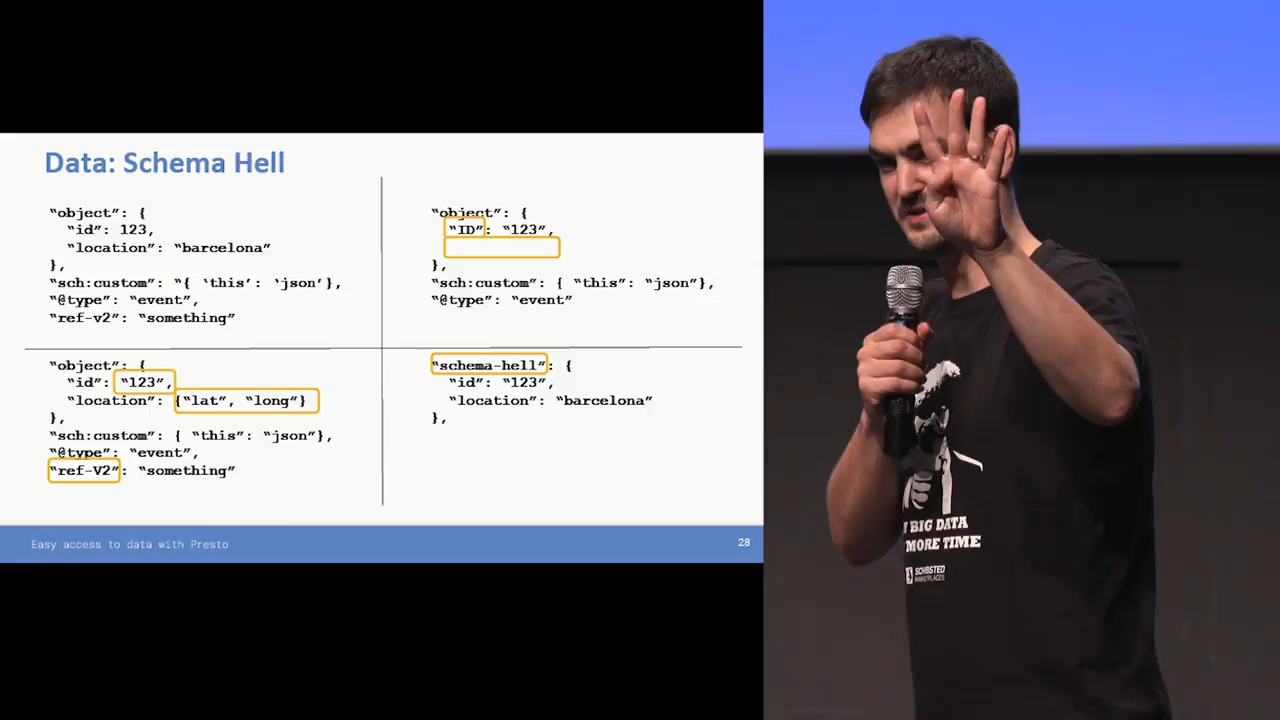 Data: Schema Hell
“object”: {
“id”: 123,
“location”: “barcelona”
},
“sch:custom”: “{ ‘this’: ‘json’},
“@type”: “event”,
“ref-v2”: “something”
“object”: {
“ID”: “123”,
},
“sch:custom”: { “this”: “json”},
“@type”: “event”
“object”: {
“id”: “123”,
“location”: {“lat”, “long”}
},
“sch:custom”: { “this”: “json”},
“@type”: “event”,
“ref-V2”: “something”
“schema-hell”: {
“id”: “123”,
“location”: “barcelona”
},
Easy access to data with Presto
28
BIG DATA
MORE TIME
SCHIBSTED
MARKETPLACES